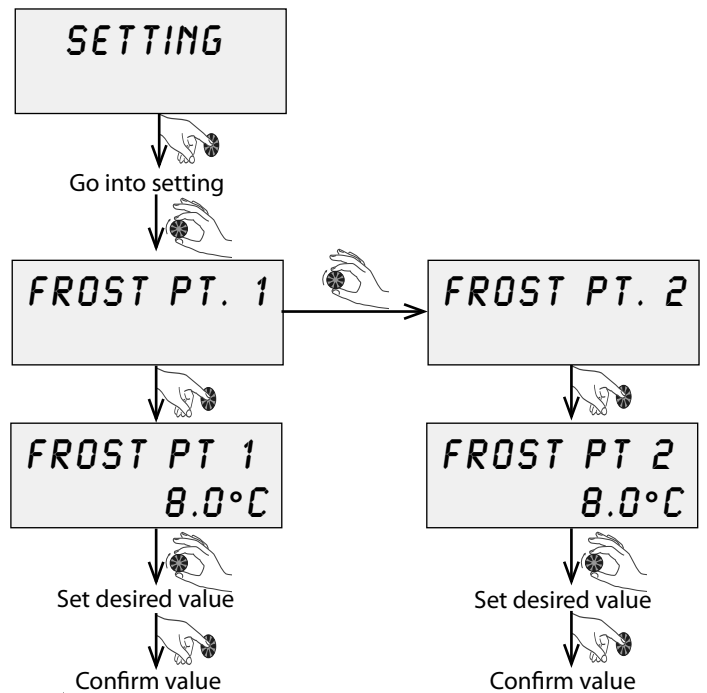 SETTING
Go into setting
FROST PT. 1
FROST PT. 2
FROST PT 1
8.0°C
FROST PT 2
8.0°C
Set desired value
Set desired value
Confirm value
Confirm value